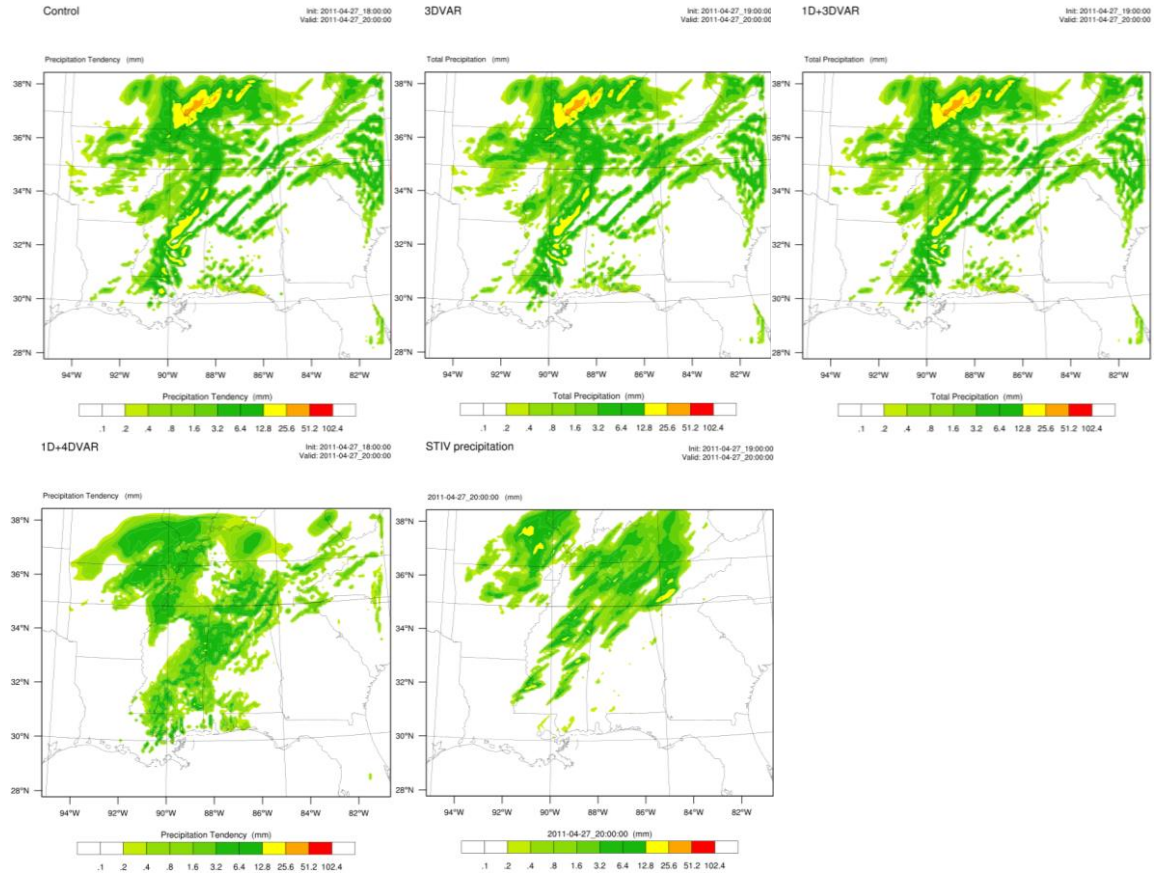 Control
Init: 2011-04-27_18:00:00
Valid: 2011-04-27_20:00:00
Precipitation Tendency (mm)
38°N
36°N
34°N
32°N
30°N
28°N
94°W 92°W 90°W 88°W 86°W 84°W 82°W
Precipitation Tendency (mm)
.1 .2 .4 .8 1.6 3.2 6.4 12.8 25.6 51.2 102.4
3DVAR
Init: 2011-04-27_19:00:00
Valid: 2011-04-27_20:00:00
Total Precipitation (mm)
38°N
36°N
34°N
32°N
30°N
28°N
94°W 92°W 90°W 88°W 86°W 84°W 82°W
Total Precipitation (mm)
.1 .2 .4 .8 1.6 3.2 6.4 12.8 25.6 51.2 102.4
1D+3DVAR
Init: 2011-04-27_19:00:00
Valid: 2011-04-27_20:00:00
Total Precipitation (mm)
38°N
36°N
34°N
32°N
30°N
28°N
94°W 92°W 90°W 88°W 86°W 84°W 82°W
Total Precipitation (mm)
.1 .2 .4 .8 1.6 3.2 6.4 12.8 25.6 51.2 102.4
1D+4DVAR
Init: 2011-04-27_18:00:00
Valid: 2011-04-27_20:00:00
Precipitation Tendency (mm)
38°N
36°N
34°N
32°N
30°N
28°N
94°W 92°W 90°W 88°W 86°W 84°W 82°W
Precipitation Tendency (mm)
.1 .2 .4 .8 1.6 3.2 6.4 12.8 25.6 51.2 102.4
STIV precipitation
Init: 2011-04-27_19:00:00
Valid: 2011-04-27_20:00:00
2011-04-27_20:00:00 (mm)
38°N
36°N
34°N
32°N
30°N
28°N
94°W 92°W 90°W 88°W 86°W 84°W 82°W
2011-04-27_20:00:00 (mm)
.1 .2 .4 .8 1.6 3.2 6.4 12.8 25.6 51.2 102.4